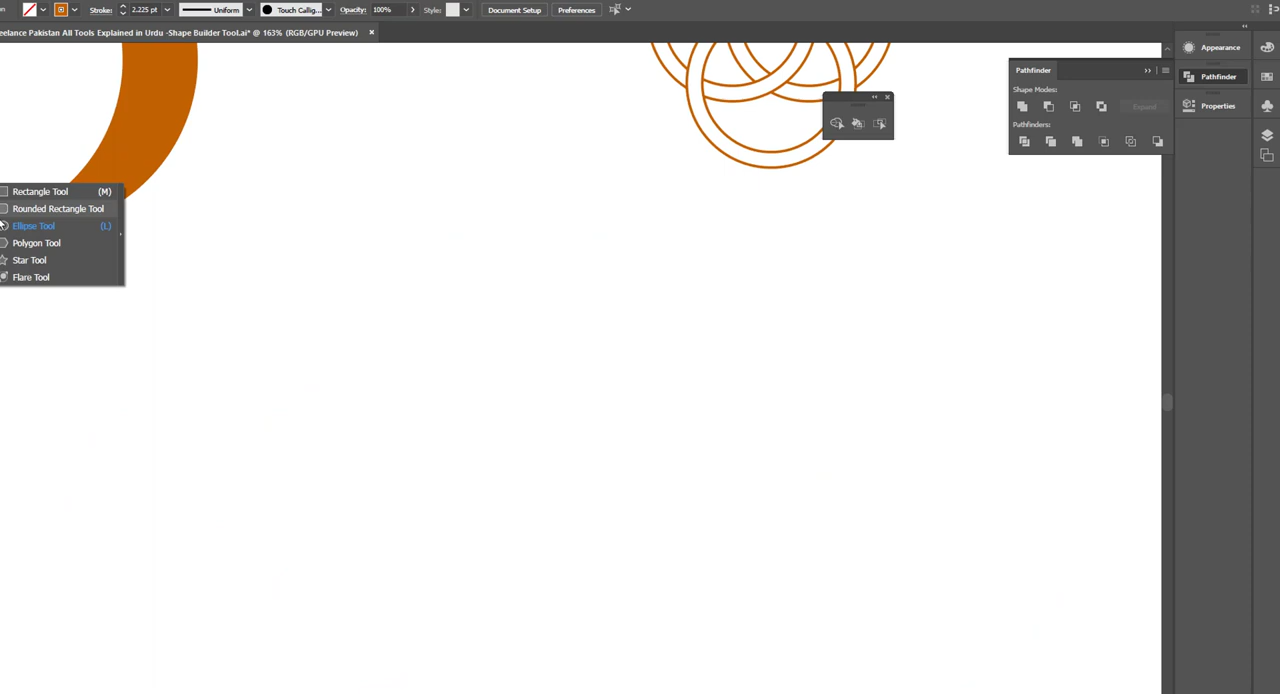 Stroke: 2.225 pt Uniform Touch Callig... Opacity: 100% Style: Document Setup Preferences
eelance Pakistan All Tools Explained in Urdu -Shape Builder Tool.ai* @ 163% (RGB/GPU Preview)
Appearance
Pathfinder
Pathfinder
Shape Modes:
Expand
Properties
Pathfinders:
Rectangle Tool (M)
Rounded Rectangle Tool
Ellipse Tool (L)
Polygon Tool
Star Tool
Flare Tool